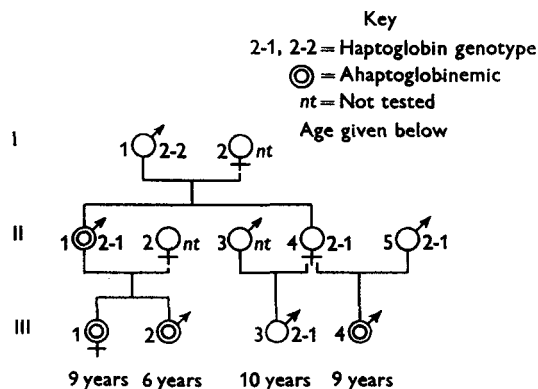 Key
2-1, 2-2 = Haptoglobin genotype
= Ahaptoglobinemic
nt = Not tested
Age given below
I
1 2-2 2 nt
II
1 2-1 2 nt 3 nt 4 2-1 5 2-1
III
1 2 3 2-1 4
9 years 6 years 10 years 9 years